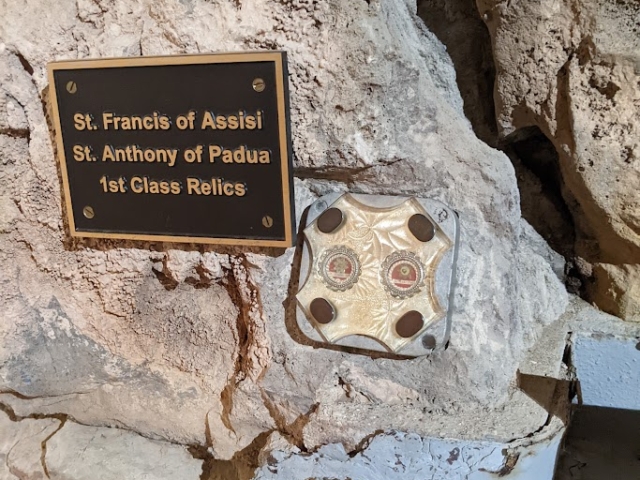 St. Francis of Assisi
St. Anthony of Padua
1st Class Relics